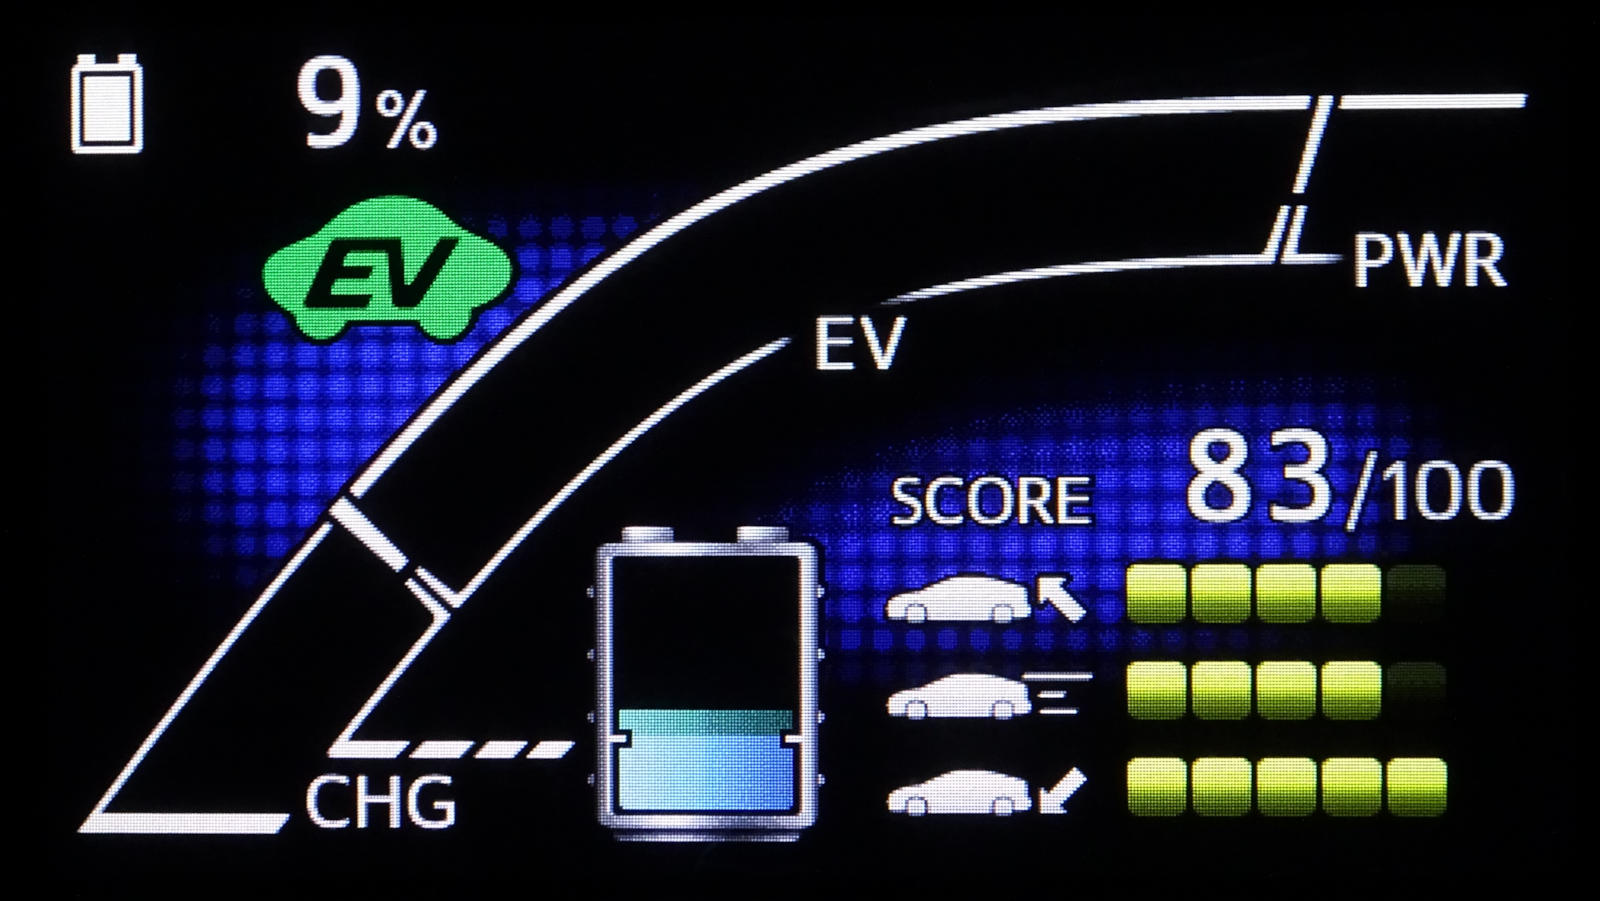 9%
EV
PWR
EV
SCORE 83/100
CHG